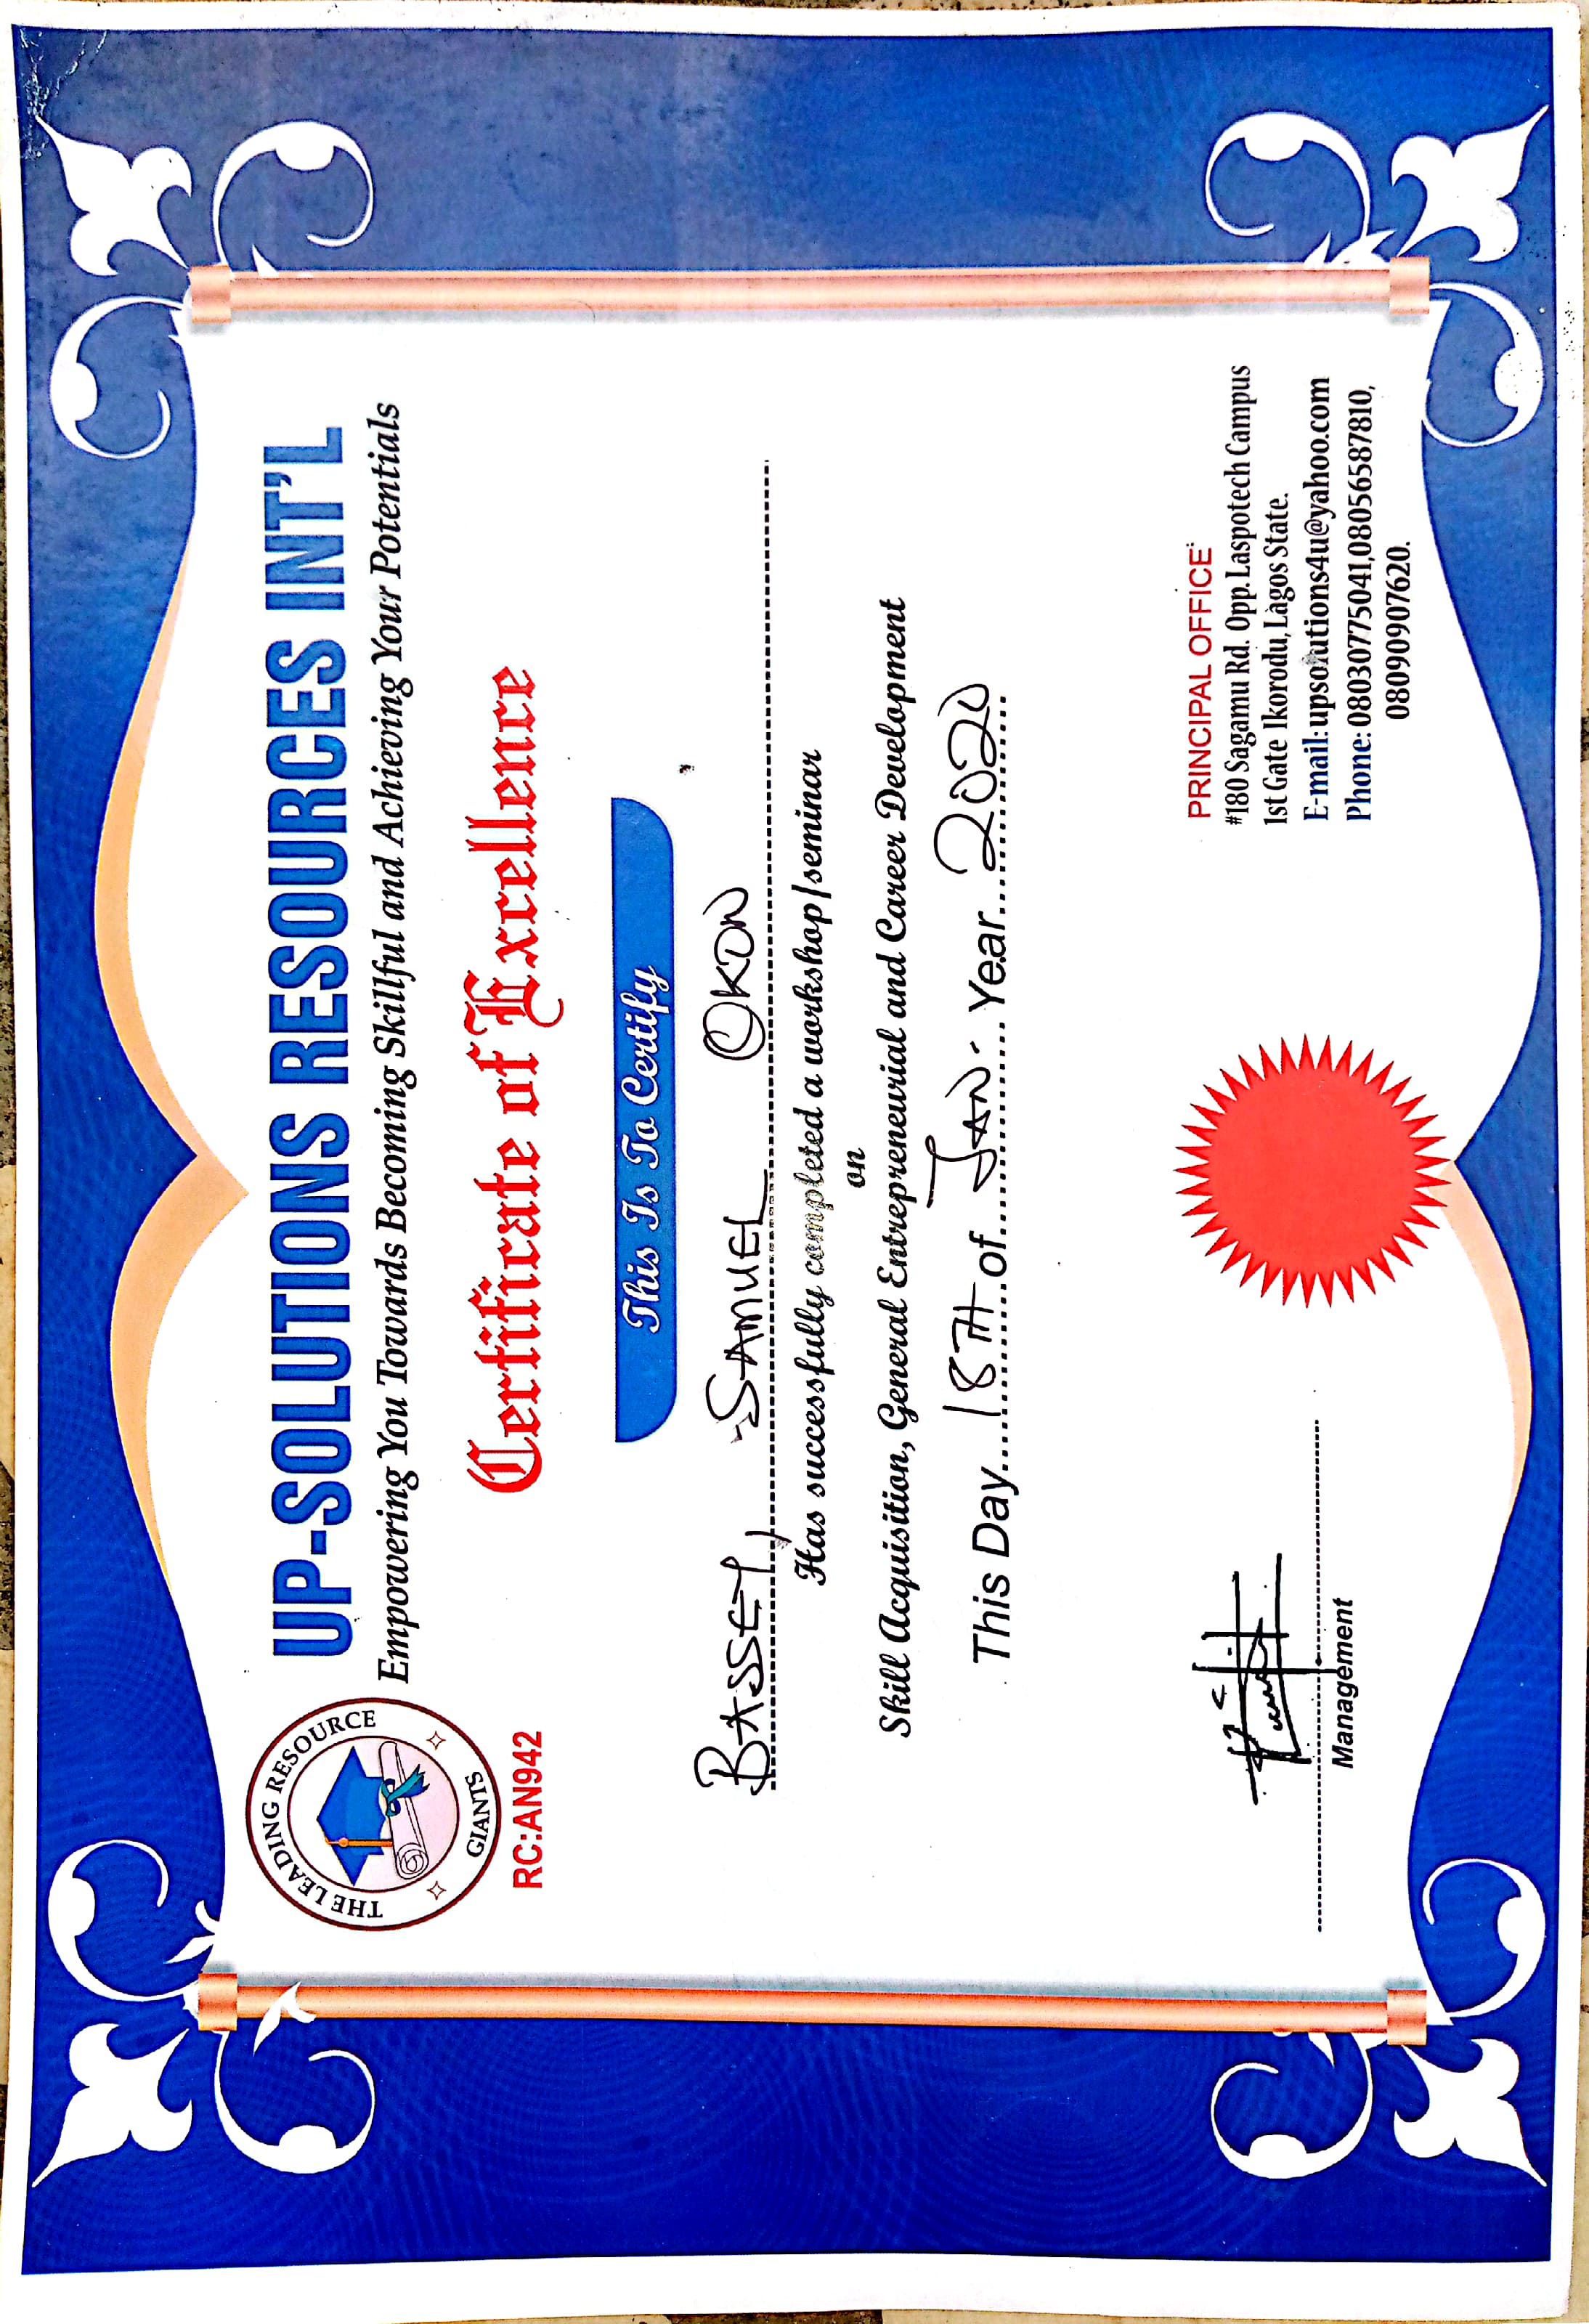 THE LEADING RESOURCE
GIANTS
RC:AN942
UP-SOLUTIONS RESOURCES INT'L
Empowering You Towards Becoming Skillful and Achieving Your Potentials
Certificate of Excellence
This Is To Certify
BASSEY, SAMUEL OKON
Has successfully completed a workshop/seminar
on
Skill Acquisition, General Entrepreneurial and Career Development
This Day....18TH of....JAN. Year....2020
Management
PRINCIPAL OFFICE:
#180 Sagamu Rd. Opp. Laspotech Campus
1st Gate Ikorodu, Lagos State.
E-mail: upsolutions4u@yahoo.com
Phone: 08030775041,08056587810,
08090907620.